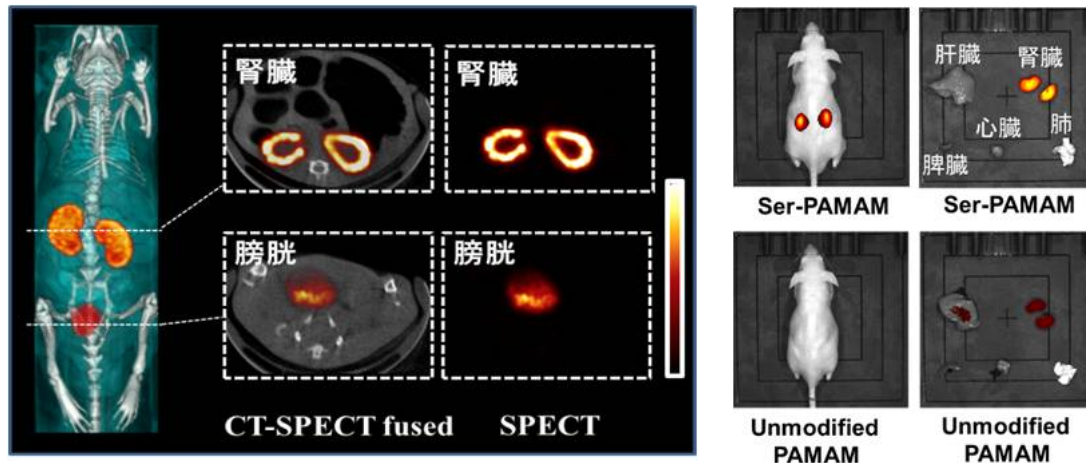 腎臓
腎臓
膀胱
膀胱
CT-SPECT fused
SPECT
肝臓
腎臓
心臓
肺
脾臓
Ser-PAMAM
Ser-PAMAM
Unmodified
PAMAM
Unmodified
PAMAM